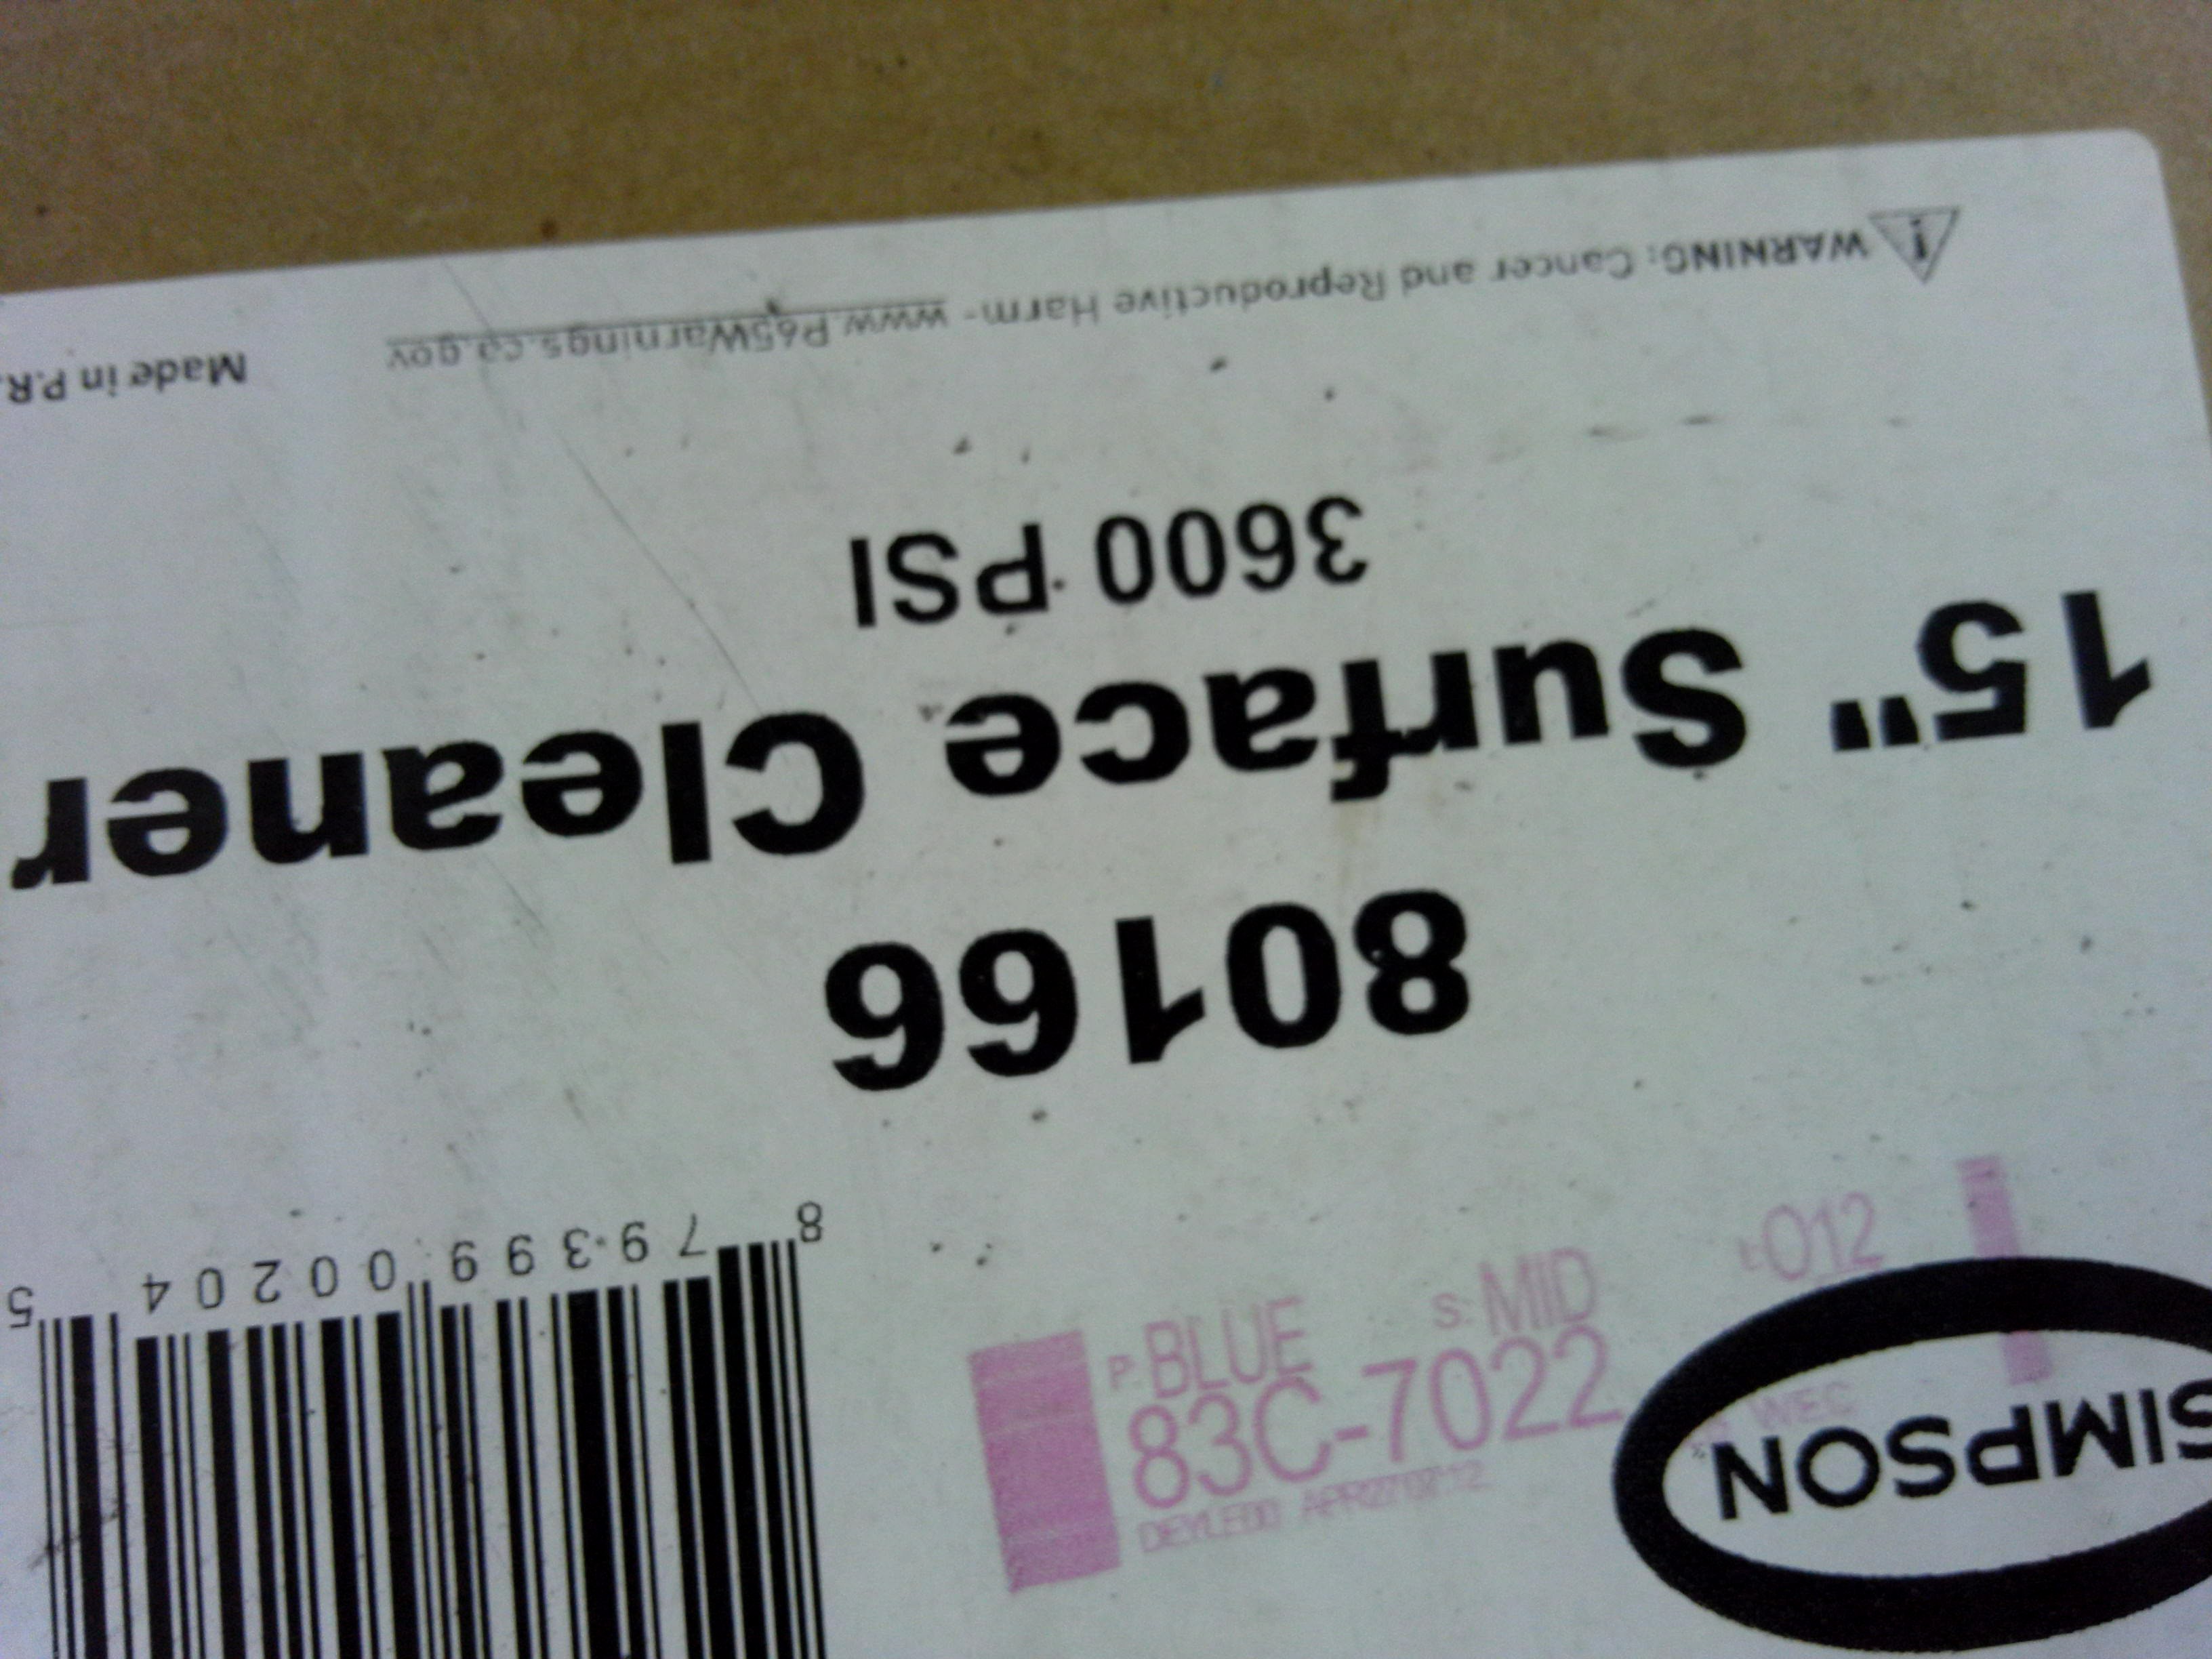 SIMPSON
8 79399 00204 5
80166
15" Surface Cleaner
3600 PSI
WARNING: Cancer and Reproductive Harm- www.P65Warnings.ca.gov
Made in P.R.
P: BLUE S: MID L: 012
83C-7022
WEC